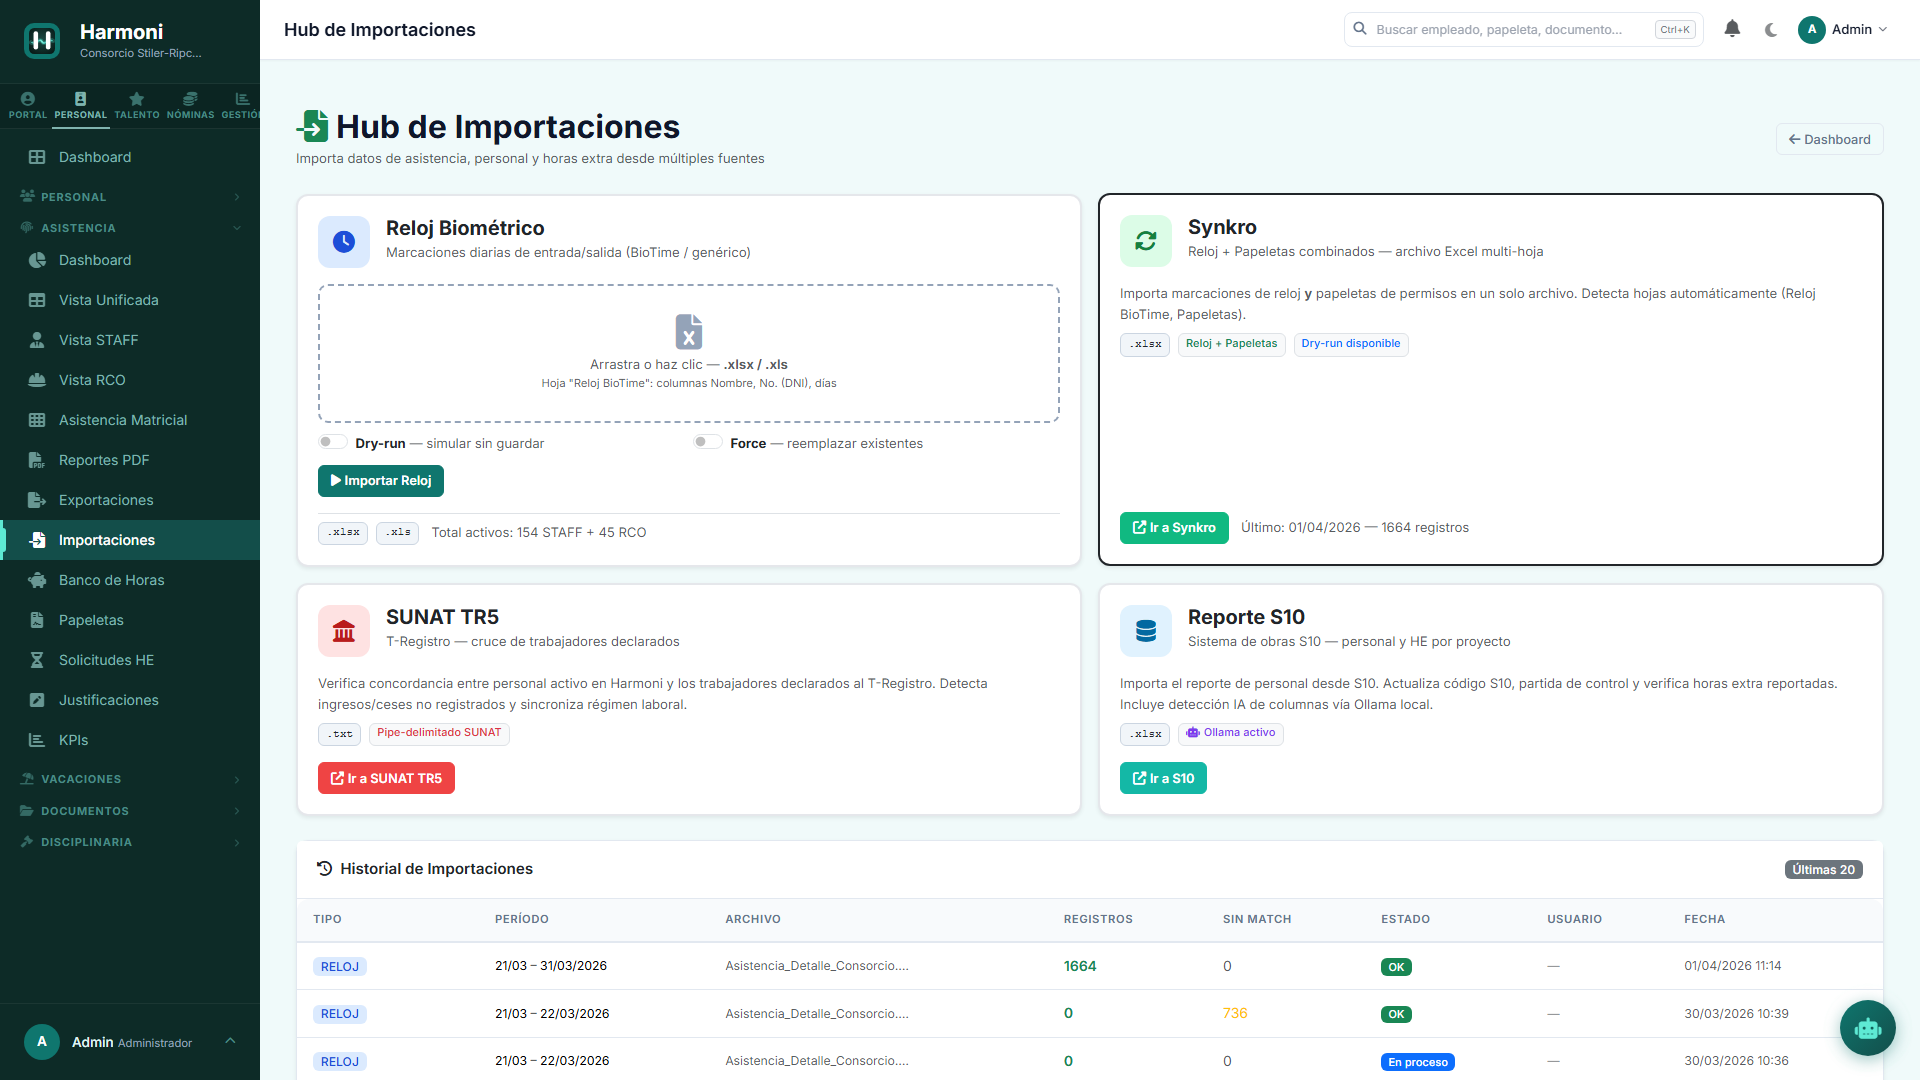 Harmoni
Consorcio Stiler-Ripc...
PORTAL PERSONAL TALENTO NÓMINAS GESTIÓ
Dashboard
PERSONAL
ASISTENCIA
Dashboard
Vista Unificada
Vista STAFF
Vista RCO
Asistencia Matricial
Reportes PDF
Exportaciones
Importaciones
Banco de Horas
Papeletas
Solicitudes HE
Justificaciones
KPIs
VACACIONES
DOCUMENTOS
DISCIPLINARIA
A Admin Administrador
Hub de Importaciones
Buscar empleado, papeleta, documento... Ctrl+K
A Admin
Hub de Importaciones
Importa datos de asistencia, personal y horas extra desde múltiples fuentes
← Dashboard
Reloj Biométrico
Marcaciones diarias de entrada/salida (BioTime / genérico)
Arrastra o haz clic — .xlsx / .xls
Hoja "Reloj BioTime": columnas Nombre, No. (DNI), días
Dry-run — simular sin guardar
Force — reemplazar existentes
Importar Reloj
.xlsx .xls Total activos: 154 STAFF + 45 RCO
Synkro
Reloj + Papeletas combinados — archivo Excel multi-hoja
Importa marcaciones de reloj y papeletas de permisos en un solo archivo. Detecta hojas automáticamente (Reloj
BioTime, Papeletas).
.xlsx Reloj + Papeletas Dry-run disponible
Ir a Synkro Último: 01/04/2026 — 1664 registros
SUNAT TR5
T-Registro — cruce de trabajadores declarados
Verifica concordancia entre personal activo en Harmoni y los trabajadores declarados al T-Registro. Detecta
ingresos/ceses no registrados y sincroniza régimen laboral.
.txt Pipe-delimitado SUNAT
Ir a SUNAT TR5
Reporte S10
Sistema de obras S10 — personal y HE por proyecto
Importa el reporte de personal desde S10. Actualiza código S10, partida de control y verifica horas extra reportadas.
Incluye detección IA de columnas vía Ollama local.
.xlsx Ollama activo
Ir a S10
Historial de Importaciones
Últimas 20
TIPO PERÍODO ARCHIVO REGISTROS SIN MATCH ESTADO USUARIO FECHA
RELOJ 21/03 – 31/03/2026 Asistencia_Detalle_Consorcio.... 1664 0 OK — 01/04/2026 11:14
RELOJ 21/03 – 22/03/2026 Asistencia_Detalle_Consorcio.... 0 736 OK — 30/03/2026 10:39
RELOJ 21/03 – 22/03/2026 Asistencia_Detalle_Consorcio.... 0 0 En proceso — 30/03/2026 10:36